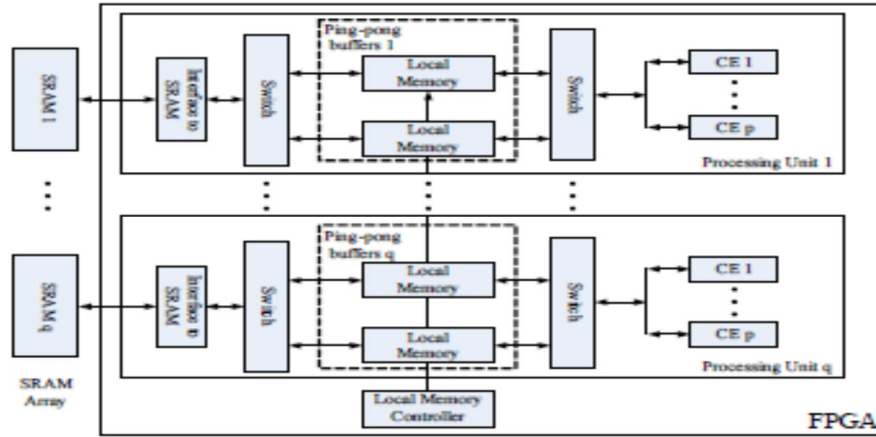 Ping-pong
buffers 1
Local
Memory
Local
Memory
SRAM 1
Interface to
SRAM
Switch
Switch
CE 1
CE p
Processing Unit 1
Ping-pong
buffers q
Local
Memory
Local
Memory
SRAM q
Interface to
SRAM
Switch
Switch
CE 1
CE p
Processing Unit q
SRAM
Array
Local Memory
Controller
FPGA